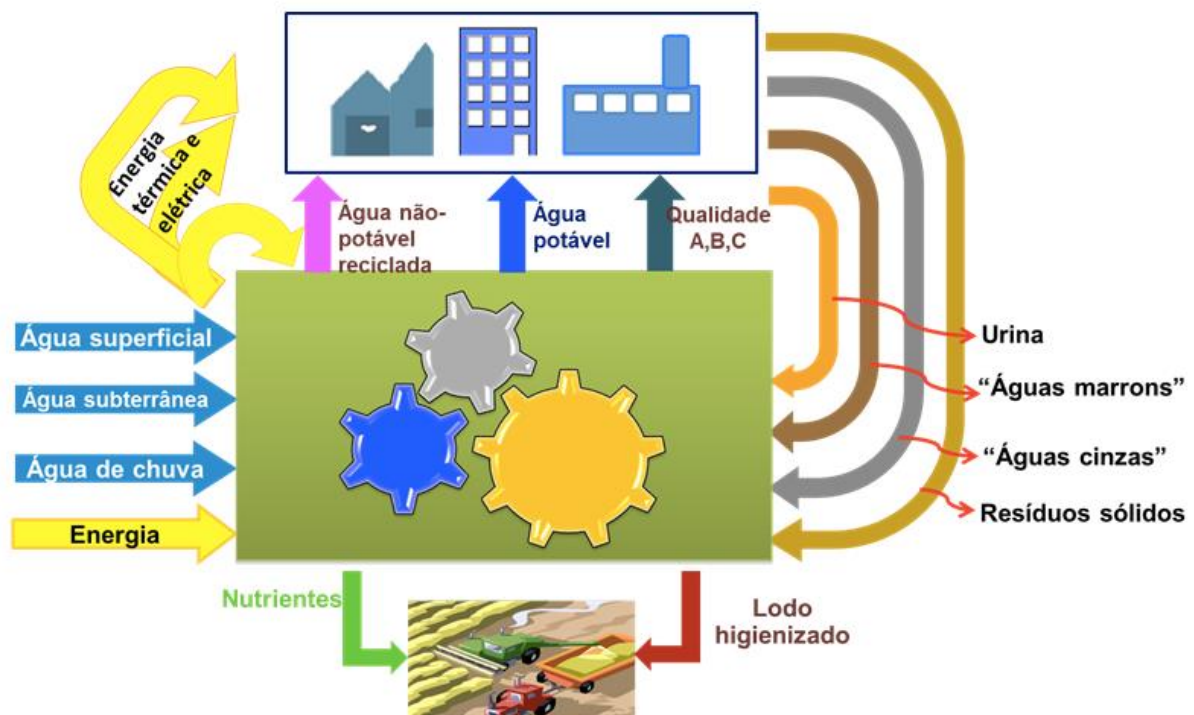 Energia
térmica e
elétrica
Água não-
potável
reciclada
Água
potável
Qualidade
A,B,C
Água superficial
Água subterrânea
Água de chuva
Energia
Urina
“Águas marrons”
“Águas cinzas”
Resíduos sólidos
Nutrientes
Lodo
higienizado